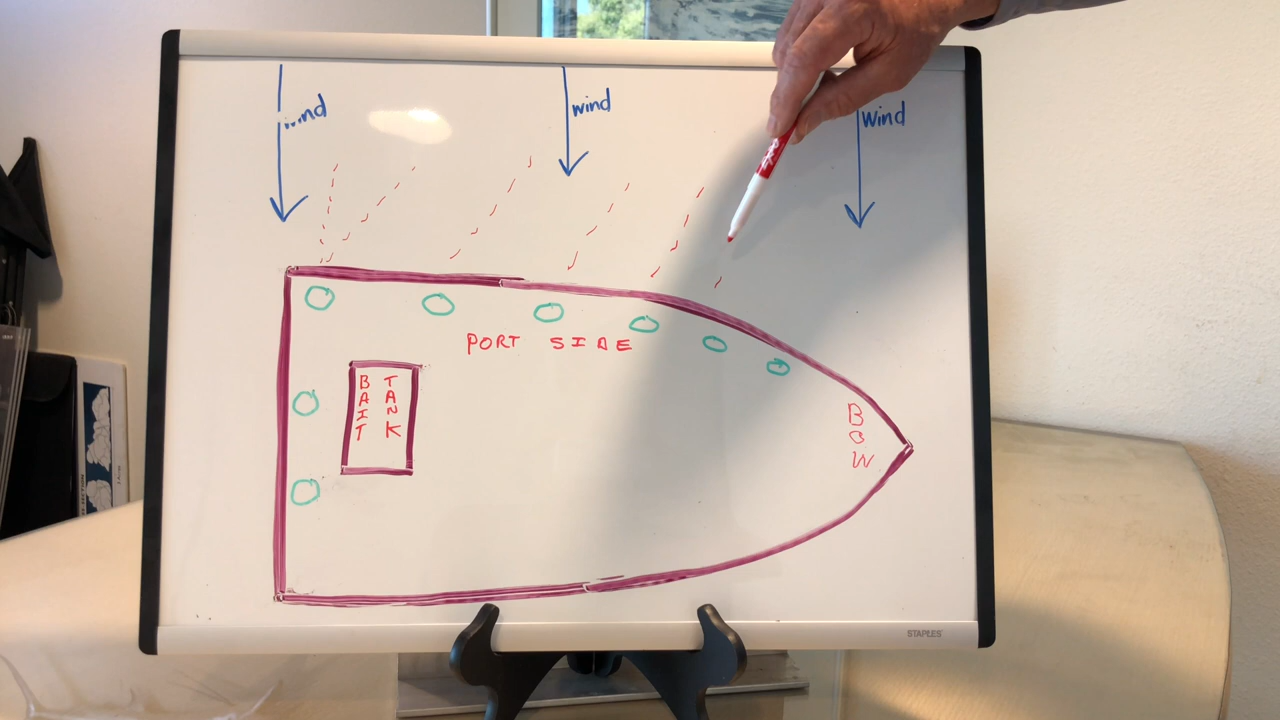 wind
wind
wind
PORT SIDE
BAIT
TANK
BOW
STAPLES